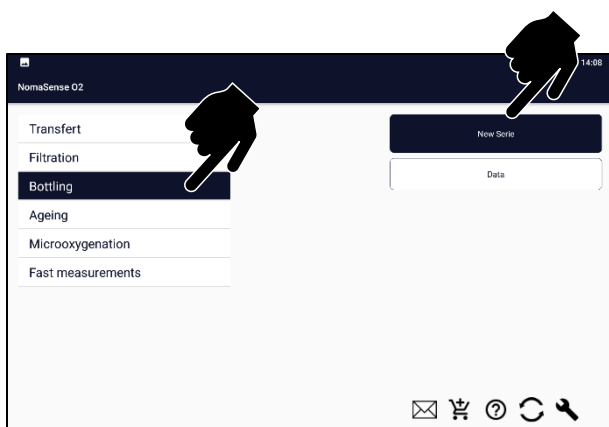 14:08
NomaSense O2
Transfert
Filtration
Bottling
Ageing
Microoxygenation
Fast measurements
New Serie
Data